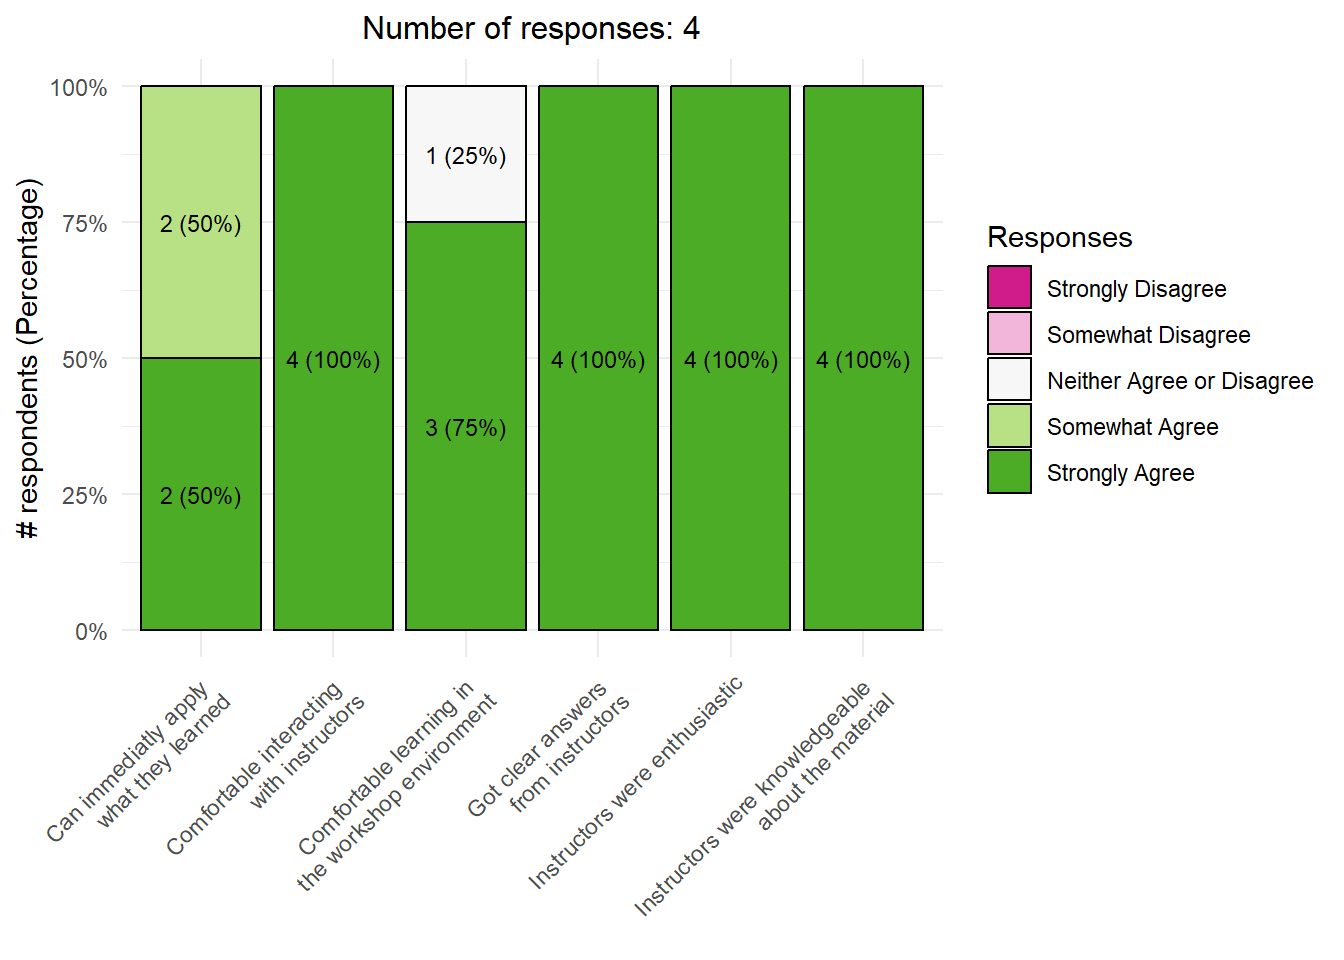 Number of responses: 4
# respondents (Percentage)
100%
75%
50%
25%
0%
2 (50%)
2 (50%)
4 (100%)
1 (25%)
3 (75%)
4 (100%)
4 (100%)
4 (100%)
Can immediatly apply
what they learned
Comfortable interacting
with instructors
Comfortable learning in
the workshop environment
Got clear answers
from instructors
Instructors were enthusiastic
Instructors were knowledgeable
about the material
Responses
Strongly Disagree
Somewhat Disagree
Neither Agree or Disagree
Somewhat Agree
Strongly Agree